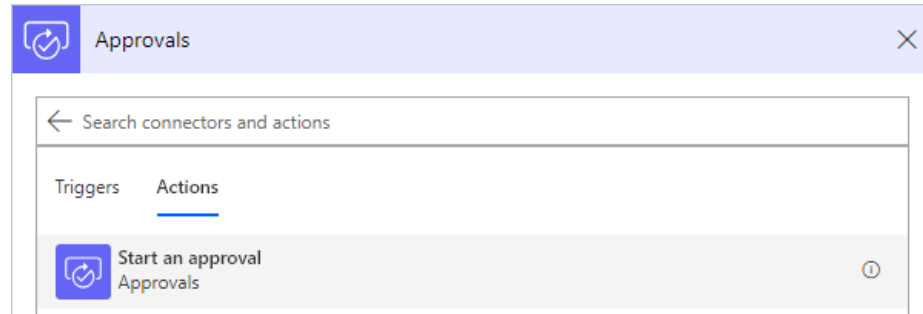 Approvals
Search connectors and actions
Triggers Actions
Start an approval
Approvals